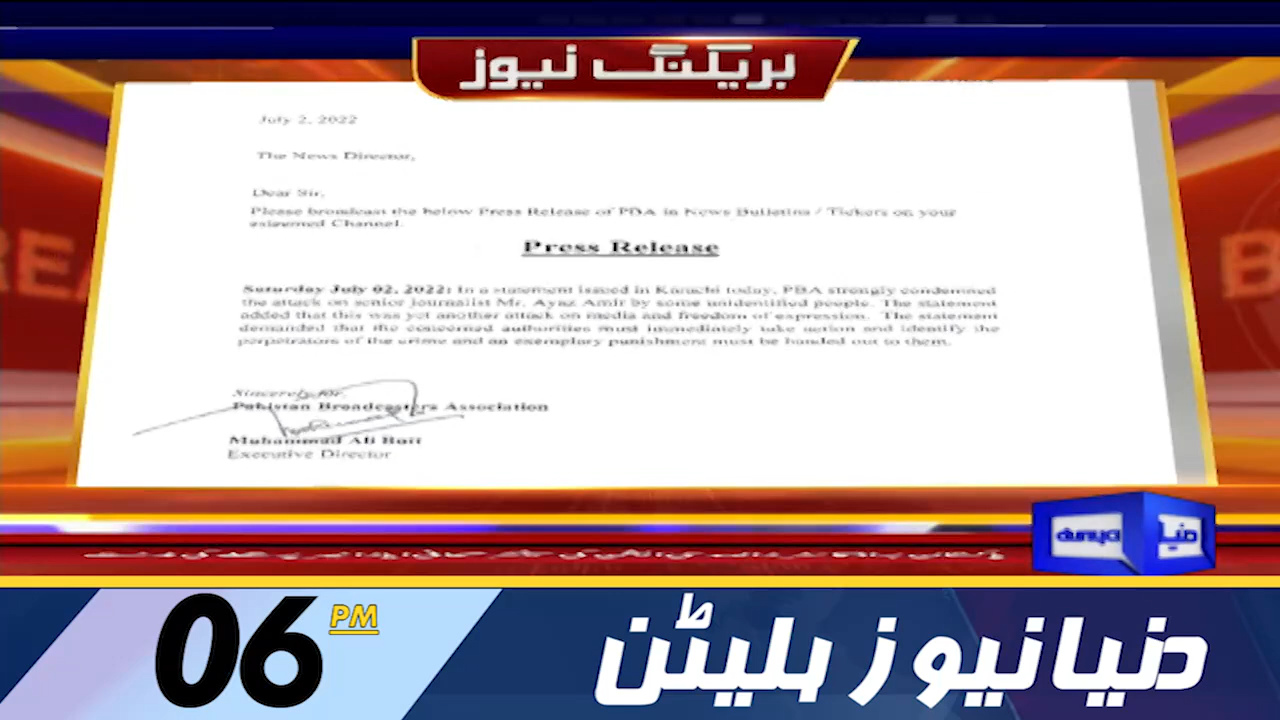 بریکنگ نیوز
July 2, 2022
The News Director,
Dear Sir,
Please broadcast the below Press Release of PBA in News Bulletins / Tickers on your
esteemed Channel.
Press Release
Saturday July 02, 2022: In a statement issued in Karachi today, PBA strongly condemned
the attack on senior journalist Mr. Ayaz Amir by some unidentified people. The statement
added that this was yet another attack on media and freedom of expression. The statement
demanded that the concerned authorities must immediately take action and identify the
perpetrators of the crime and an exemplary punishment must be handed out to them.
Sincerely for,
Pakistan Broadcasters Association
Muhammad Ali Butt
Executive Director
دنیا
06 PM
دنیا نیوز بلیٹن